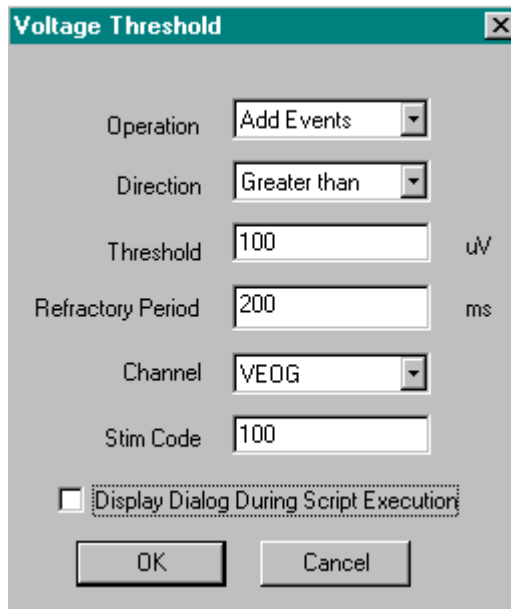 Voltage Threshold
Operation Add Events
Direction Greater than
Threshold 100 uV
Refractory Period 200 ms
Channel VEOG
Stim Code 100
Display Dialog During Script Execution
OK Cancel